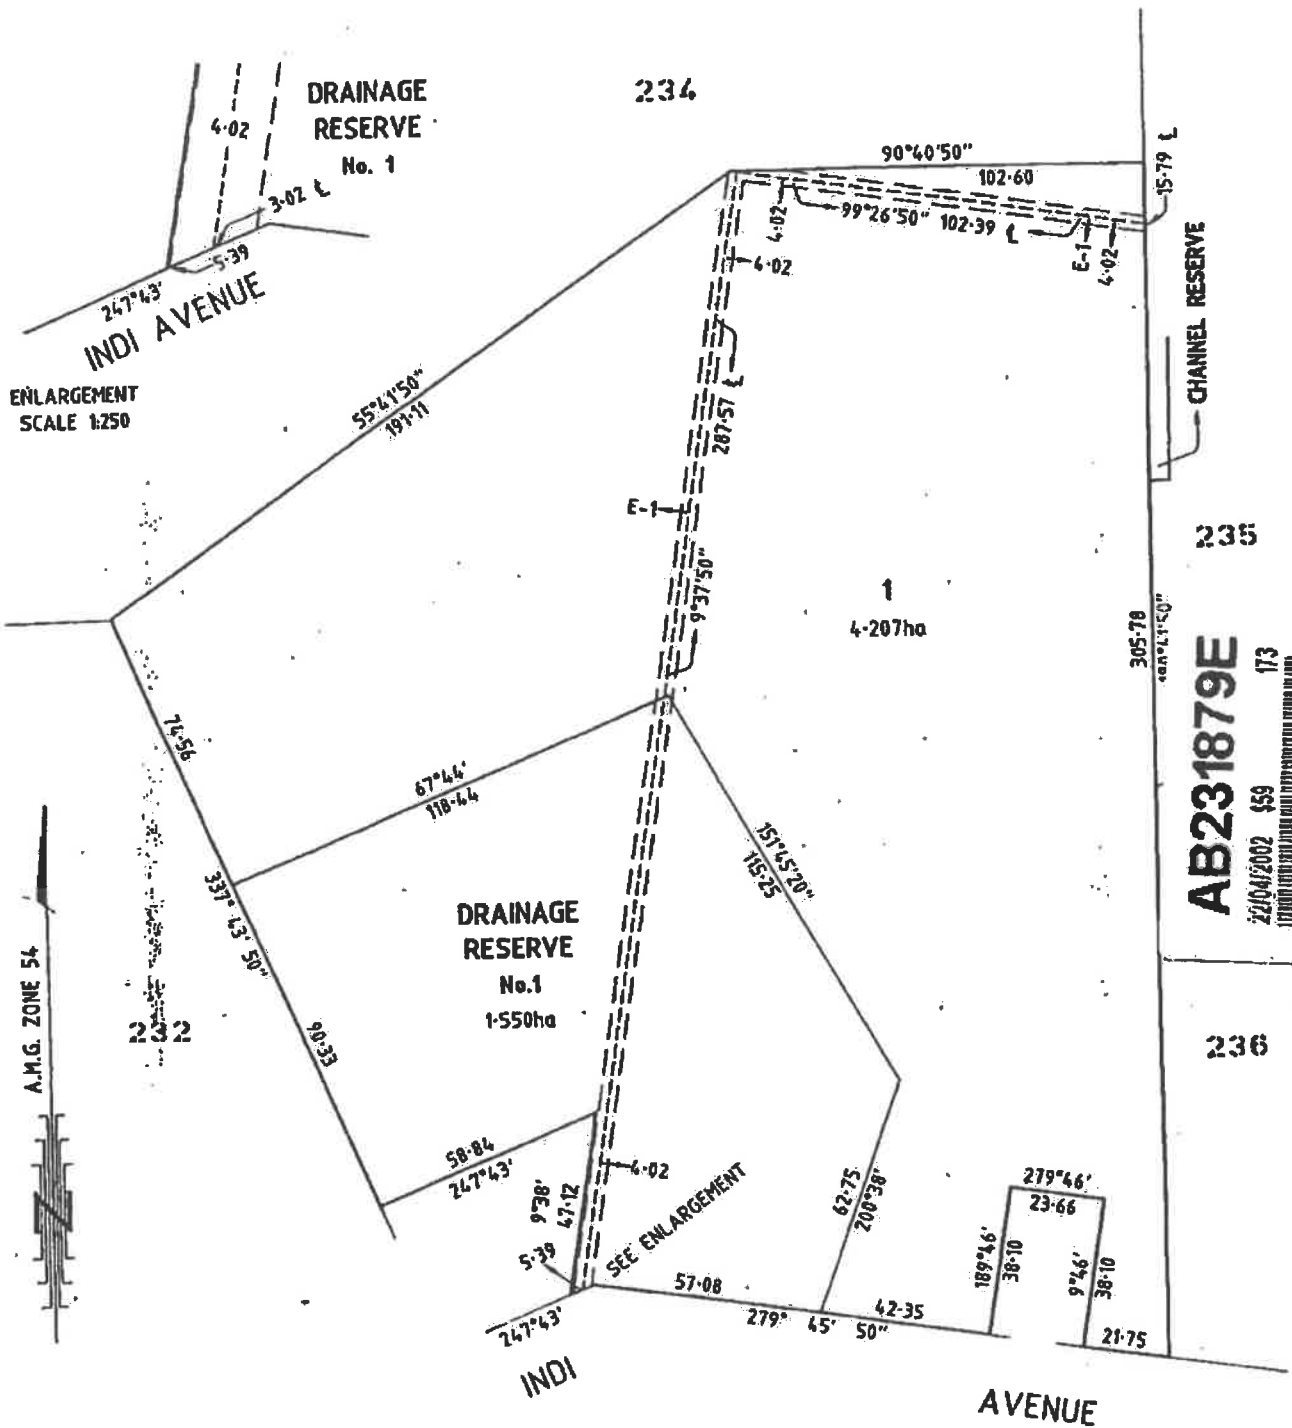 234
DRAINAGE
RESERVE
No. 1
4·02
3·02 ℄
5·39
247°43'
INDI AVENUE
ENLARGEMENT
SCALE 1:250
90°40'50"
102·60
15·79 ℄
4·02
99°26'50" 102·39 ℄
E-1
4·02
4·02
CHANNEL RESERVE
55°41'50"
191·11
287·57 ℄
E-1
9°37'50"
1
4·207ha
235
305·78
AB231879E
22/04/2002 $59 173
74·56
67°44'
118·44
337° 43' 50"
151°45'20"
115·25
DRAINAGE
RESERVE
No.1
1·550ha
A.M.G. ZONE 54
232
90·33
236
58·84
247°43'
9°38'
47·12
4·02
5·39
SEE ENLARGEMENT
62·75
200°38'
279°46'
23·66
189°46'
38·10
9°46'
38·10
57·08
42·35
279° 45' 50"
21·75
247°43'
INDI
AVENUE